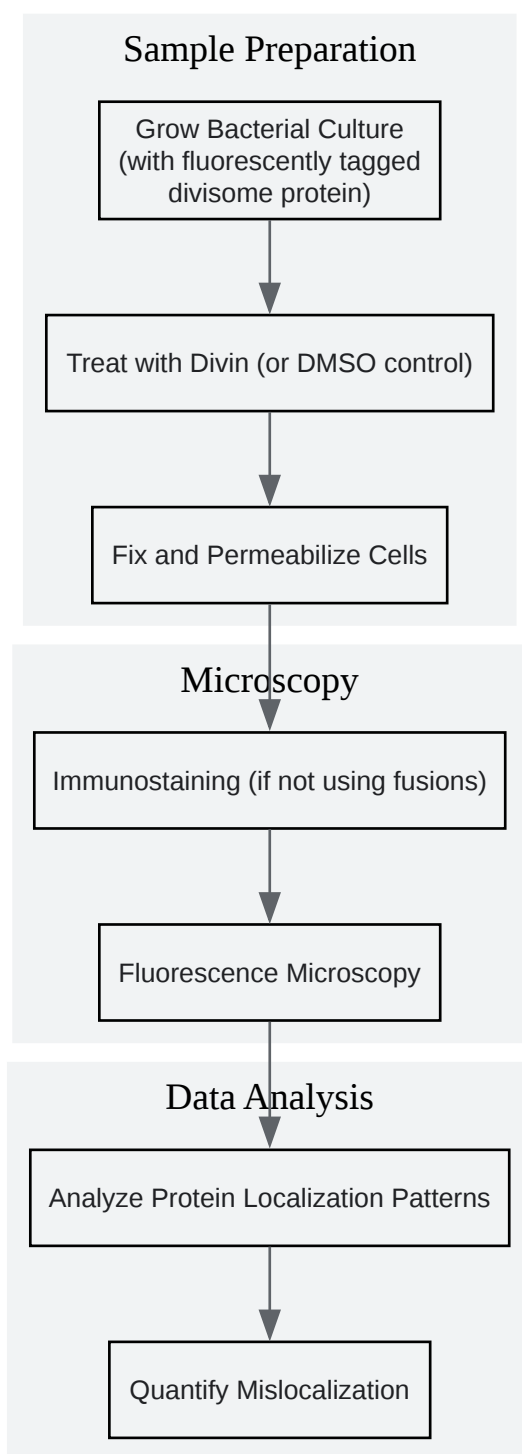 Sample Preparation
Grow Bacterial Culture
(with fluorescently tagged
divisome protein)
Treat with Divin (or DMSO control)
Fix and Permeabilize Cells
Microscopy
Immunostaining (if not using fusions)
Fluorescence Microscopy
Data Analysis
Analyze Protein Localization Patterns
Quantify Mislocalization